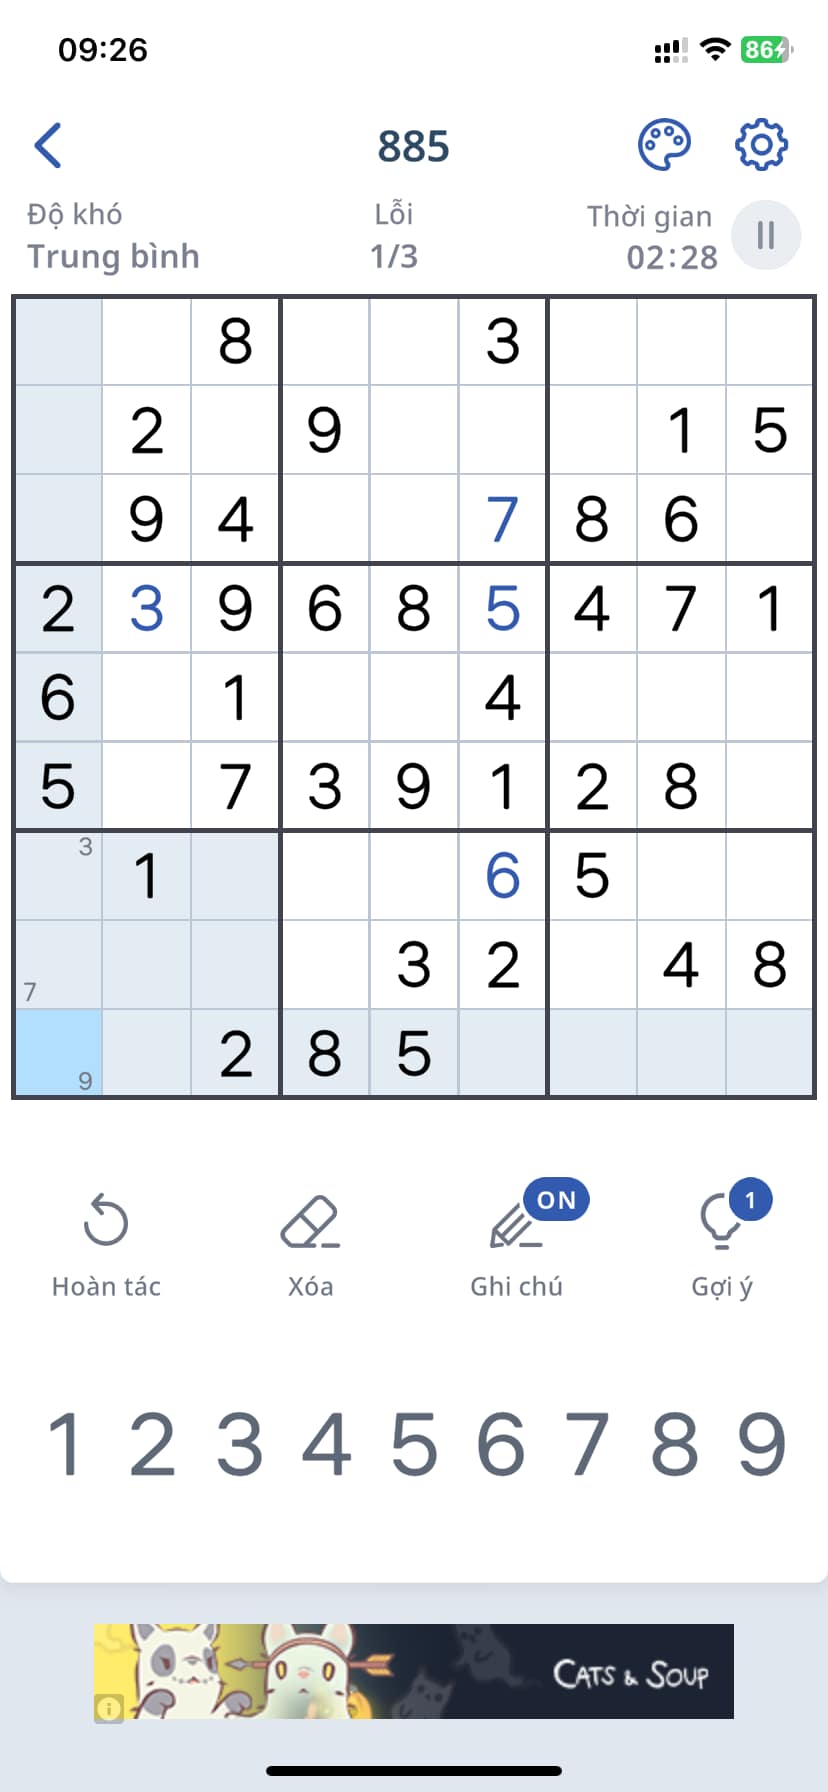 09:26
86
885
Độ khó
Trung bình
Lỗi
1/3
Thời gian
02:28
8 3
2 9 1 5
9 4 7 8 6
2 3 9 6 8 5 4 7 1
6 1 4
5 7 3 9 1 2 8
3 1 6 5
7 3 2 4 8
9 2 8 5
ON
1
Hoàn tác
Xóa
Ghi chú
Gợi ý
1 2 3 4 5 6 7 8 9
CATS & SOUP